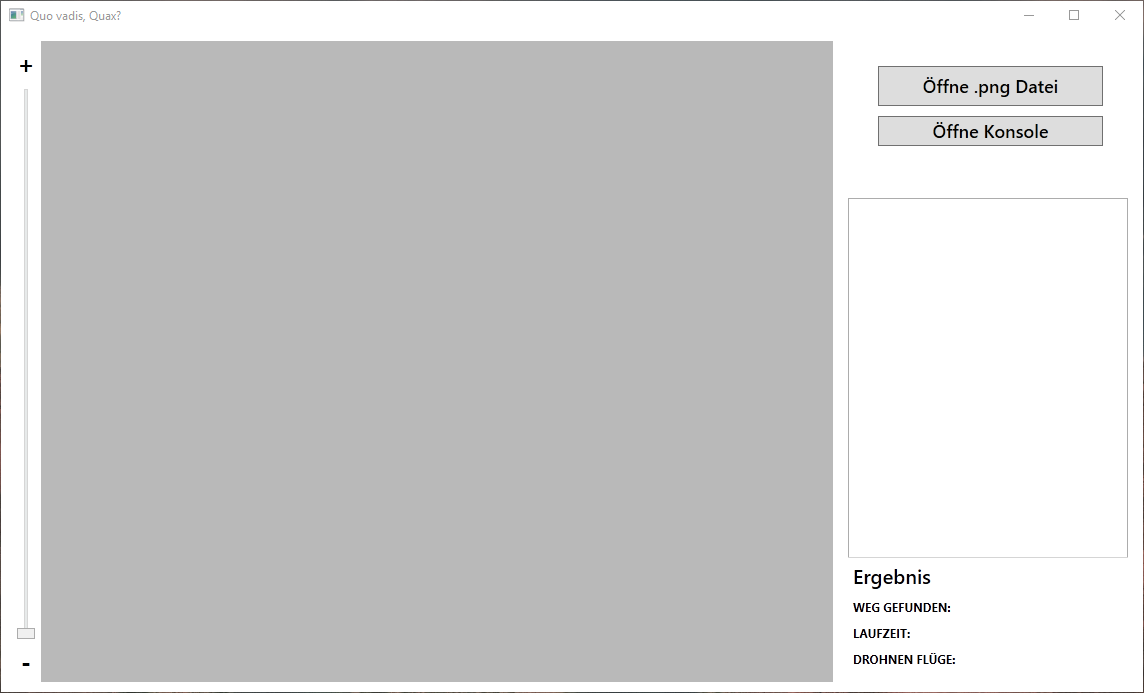 Quo vadis, Quax?
+
Öffne .png Datei
Öffne Konsole
Ergebnis
WEG GEFUNDEN:
LAUFZEIT:
DROHNEN FLÜGE:
-